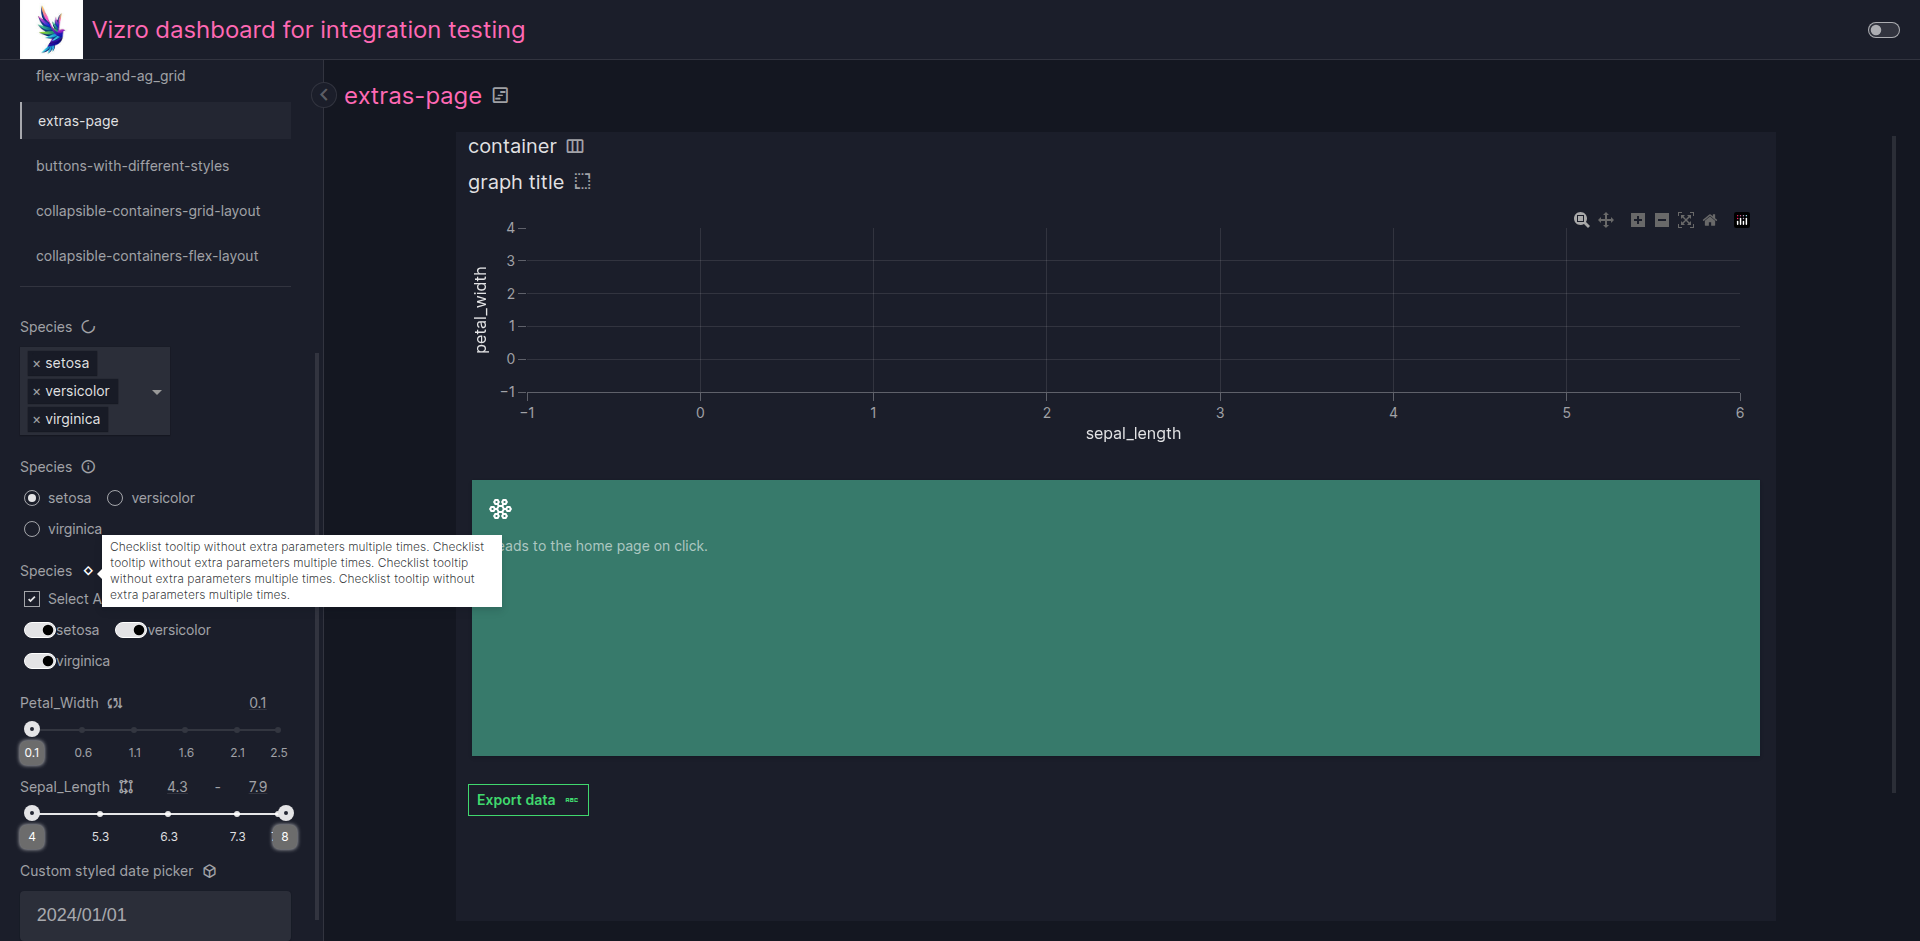 Vizro dashboard for integration testing
flex-wrap-and-ag_grid
extras-page
buttons-with-different-styles
collapsible-containers-grid-layout
collapsible-containers-flex-layout
Species
× setosa
× versicolor
× virginica
Species
setosa
versicolor
virginica
Checklist tooltip without extra parameters multiple times. Checklist
tooltip without extra parameters multiple times. Checklist tooltip
without extra parameters multiple times. Checklist tooltip without
extra parameters multiple times.
Species
Select A
setosa
versicolor
virginica
Petal_Width
0.1
0.1 0.6 1.1 1.6 2.1 2.5
Sepal_Length
4.3 - 7.9
4 5.3 6.3 7.3 8
Custom styled date picker
2024/01/01
extras-page
container
graph title
4
3
2
1
0
−1
petal_width
−1 0 1 2 3 4 5 6
sepal_length
eads to the home page on click.
Export data ABC